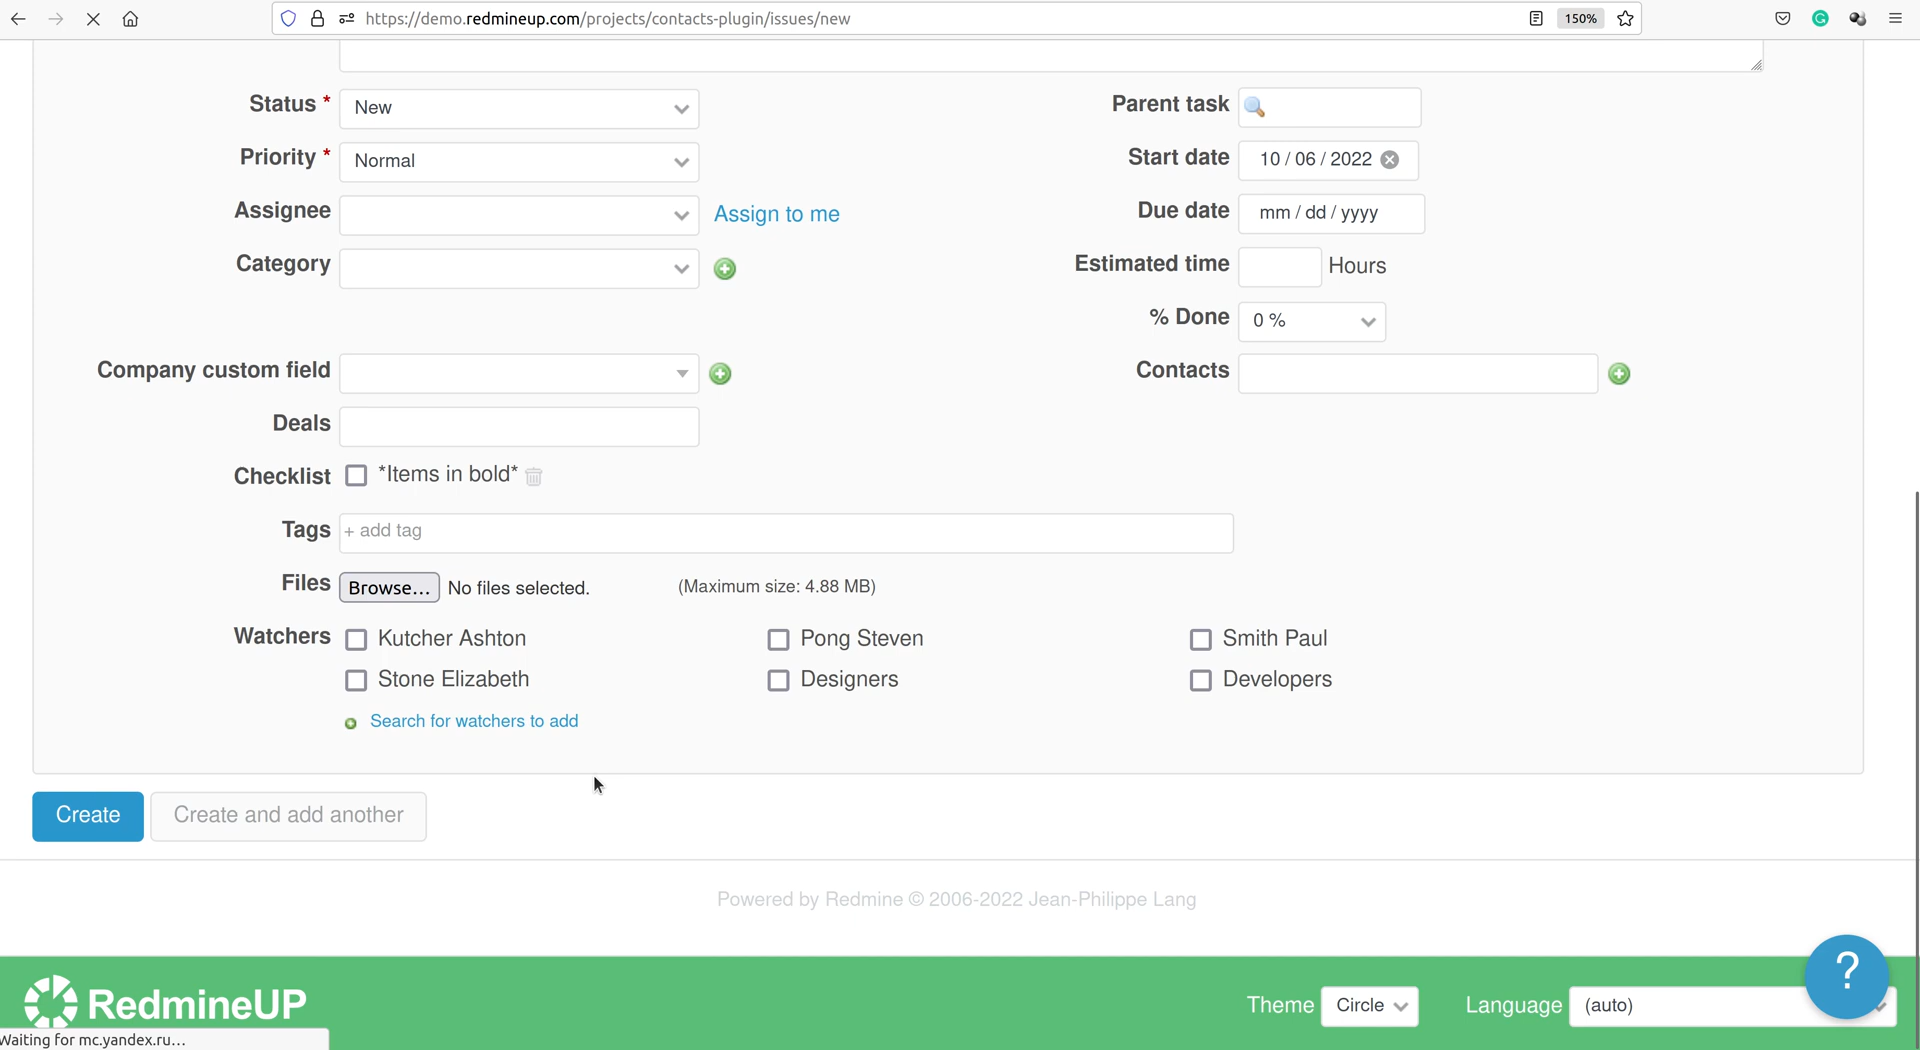 https://demo.redmineup.com/projects/contacts-plugin/issues/new
150%
Status *
New
Parent task
Priority *
Normal
Start date
10 / 06 / 2022
Assignee
Assign to me
Due date
mm / dd / yyyy
Category
Estimated time
Hours
% Done
0 %
Company custom field
Contacts
Deals
Checklist
*Items in bold*
Tags
+ add tag
Files
Browse...
No files selected.
(Maximum size: 4.88 MB)
Watchers
Kutcher Ashton
Pong Steven
Smith Paul
Stone Elizabeth
Designers
Developers
Search for watchers to add
Create
Create and add another
Powered by Redmine © 2006-2022 Jean-Philippe Lang
?
RedmineUP
Theme
Circle
Language
(auto)
Waiting for mc.yandex.ru...